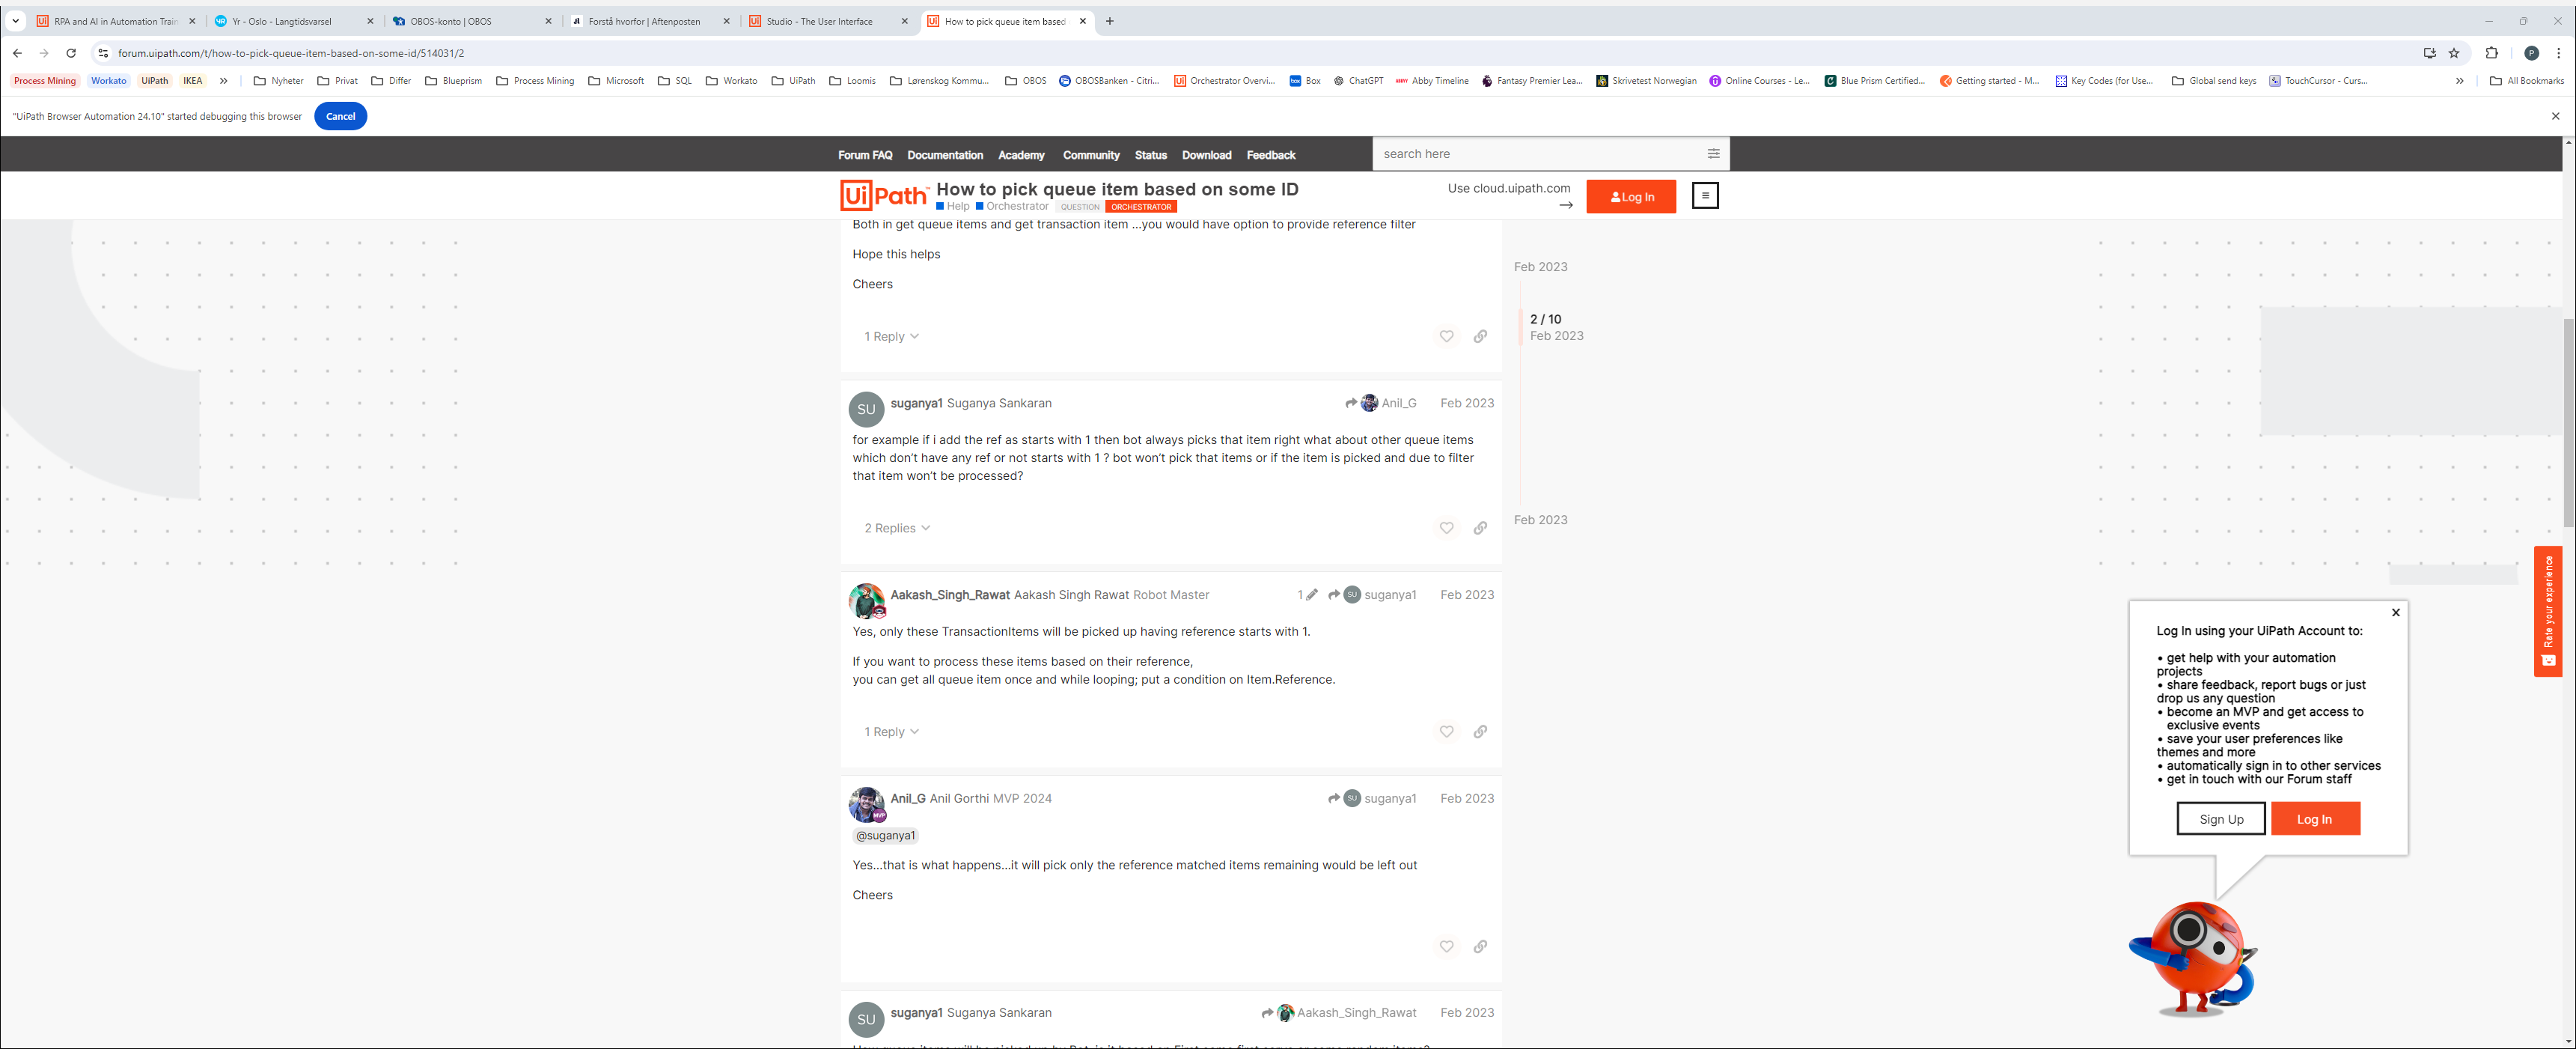 RPA and AI in Automation Train
Yr - Oslo - Langtidsvarsel
OBOS-konto | OBOS
Forstå hvorfor | Aftenposten
Studio - The User Interface
How to pick queue item based
forum.uipath.com/t/how-to-pick-queue-item-based-on-some-id/514031/2
P
Process Mining
Workato
UiPath
IKEA
Nyheter
Privat
Differ
Blueprism
Process Mining
Microsoft
SQL
Workato
UiPath
Loomis
Lørenskog Kommu...
OBOS
OBOSBanken - Citri...
Orchestrator Overvi...
Box
ChatGPT
Abby Timeline
Fantasy Premier Lea...
Skrivetest Norwegian
Online Courses - Le...
Blue Prism Certified...
Getting started - M...
Key Codes (for Use...
Global send keys
TouchCursor - Curs...
All Bookmarks
"UiPath Browser Automation 24.10" started debugging this browser
Cancel
Forum FAQ
Documentation
Academy
Community
Status
Download
Feedback
search here
UiPath™
How to pick queue item based on some ID
Help
Orchestrator
QUESTION
ORCHESTRATOR
Use cloud.uipath.com
→
Log In
Both in get queue items and get transaction item ...you would have option to provide reference filter
Hope this helps
Cheers
1 Reply
Feb 2023
2 / 10
Feb 2023
Feb 2023
SU
suganya1 Suganya Sankaran
Anil_G
Feb 2023
for example if i add the ref as starts with 1 then bot always picks that item right what about other queue items
which don't have any ref or not starts with 1 ? bot won't pick that items or if the item is picked and due to filter
that item won't be processed?
2 Replies
Aakash_Singh_Rawat Aakash Singh Rawat Robot Master
1
SU
suganya1
Feb 2023
Yes, only these TransactionItems will be picked up having reference starts with 1.
If you want to process these items based on their reference,
you can get all queue item once and while looping; put a condition on Item.Reference.
1 Reply
MVP
Anil_G Anil Gorthi MVP 2024
SU
suganya1
Feb 2023
@suganya1
Yes...that is what happens...it will pick only the reference matched items remaining would be left out
Cheers
SU
suganya1 Suganya Sankaran
Aakash_Singh_Rawat
Feb 2023
Rate your experience
Log In using your UiPath Account to:
• get help with your automation
projects
• share feedback, report bugs or just
drop us any question
• become an MVP and get access to
exclusive events
• save your user preferences like
themes and more
• automatically sign in to other services
• get in touch with our Forum staff
Sign Up
Log In